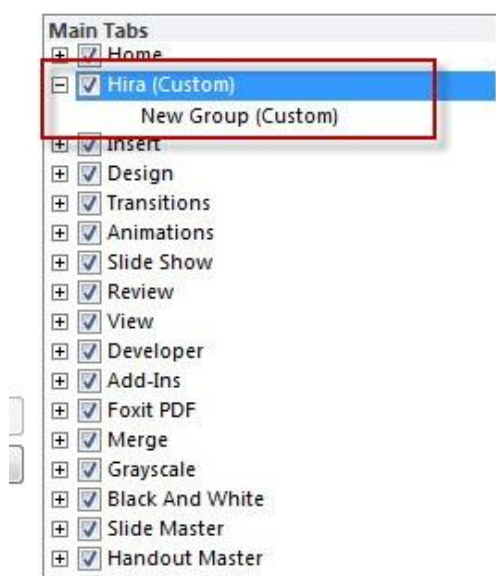 Main Tabs
Home
Hira (Custom)
New Group (Custom)
Insert
Design
Transitions
Animations
Slide Show
Review
View
Developer
Add-Ins
Foxit PDF
Merge
Grayscale
Black And White
Slide Master
Handout Master